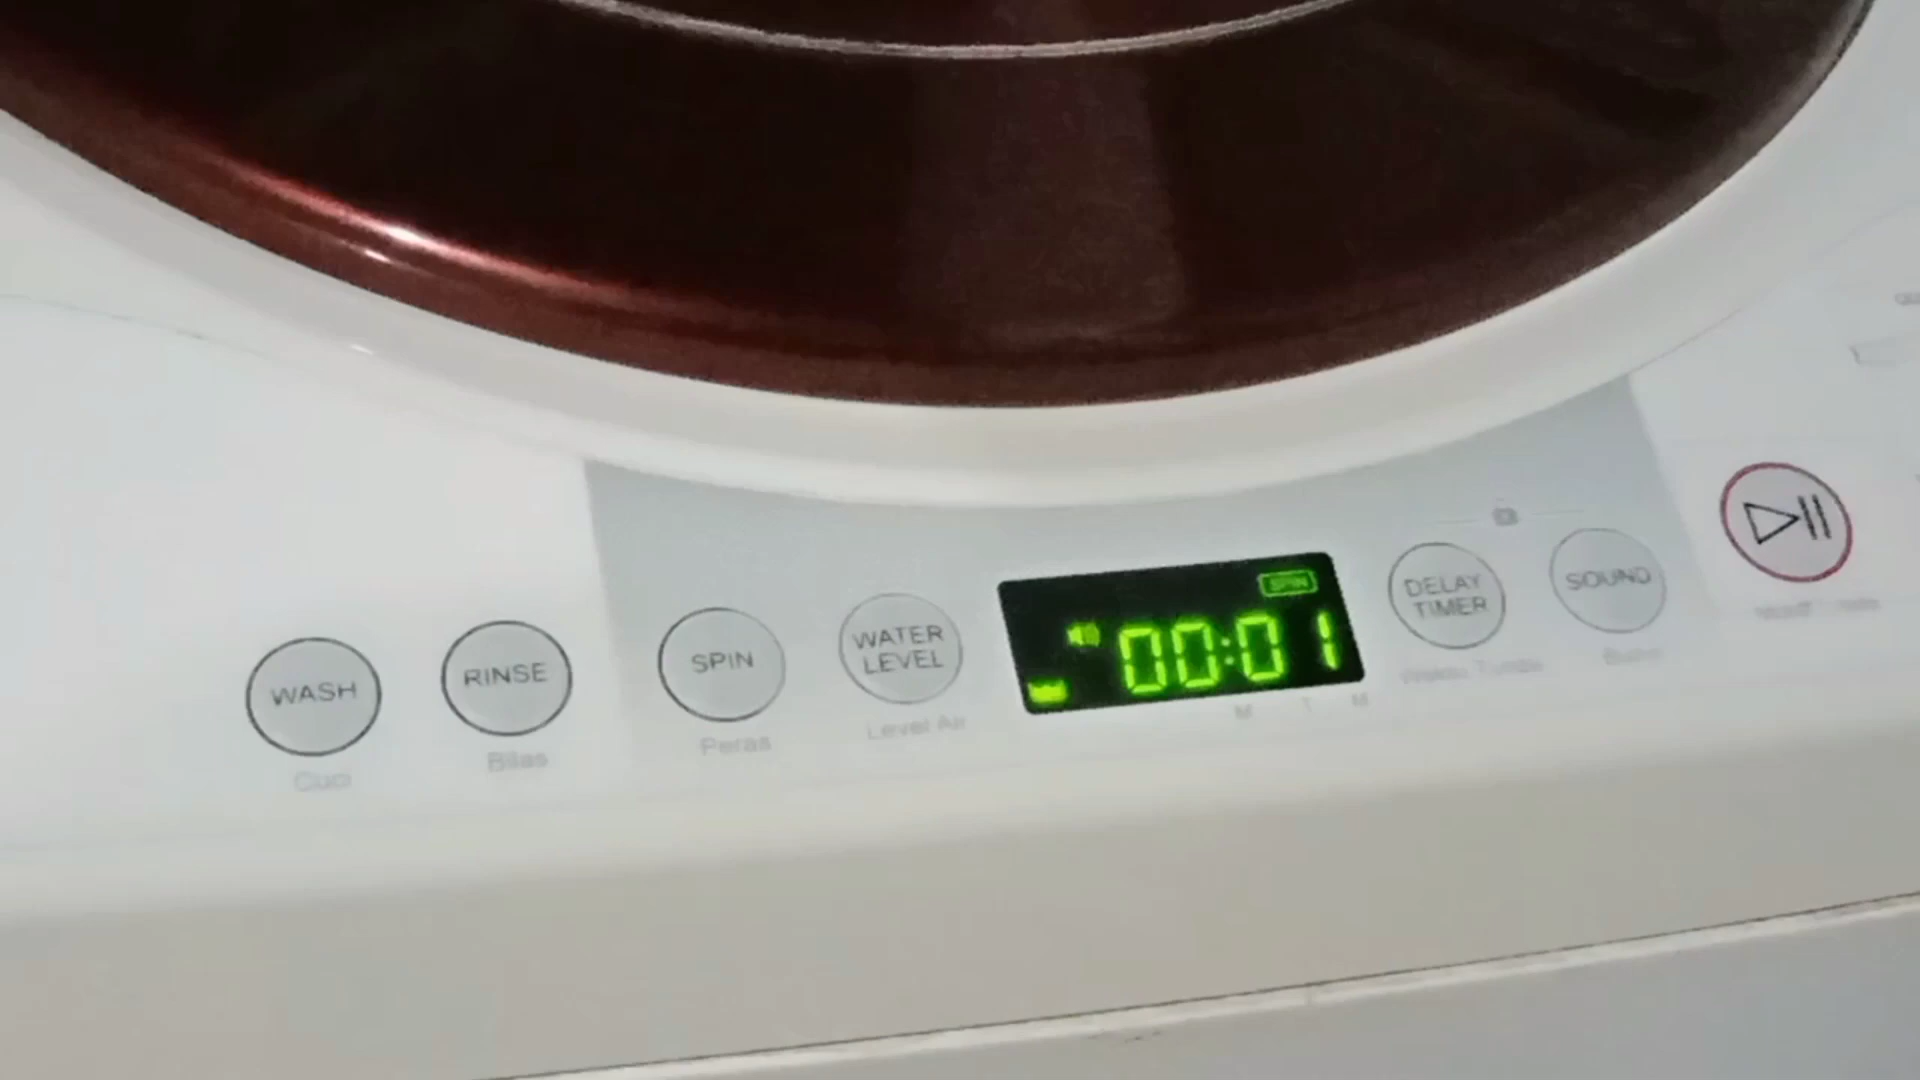 WASH
Cuci
RINSE
Bilas
SPIN
Peras
WATER
LEVEL
Level Air
SPIN
00:01
DELAY
TIMER
SOUND